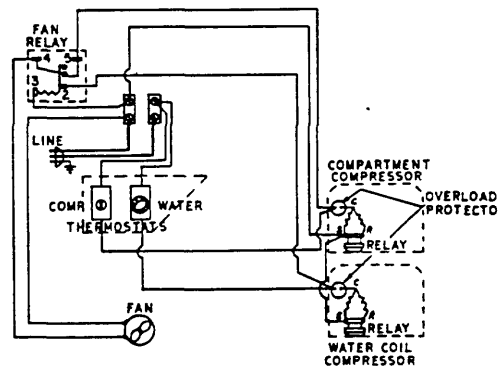 FAN
RELAY
4 5
3
2
LINE
COMP. WATER
THERMOSTATS
FAN
COMPARTMENT
COMPRESSOR
C
OVERLOAD
PROTECTO
S R
RELAY
C
S R
RELAY
WATER COIL
COMPRESSOR